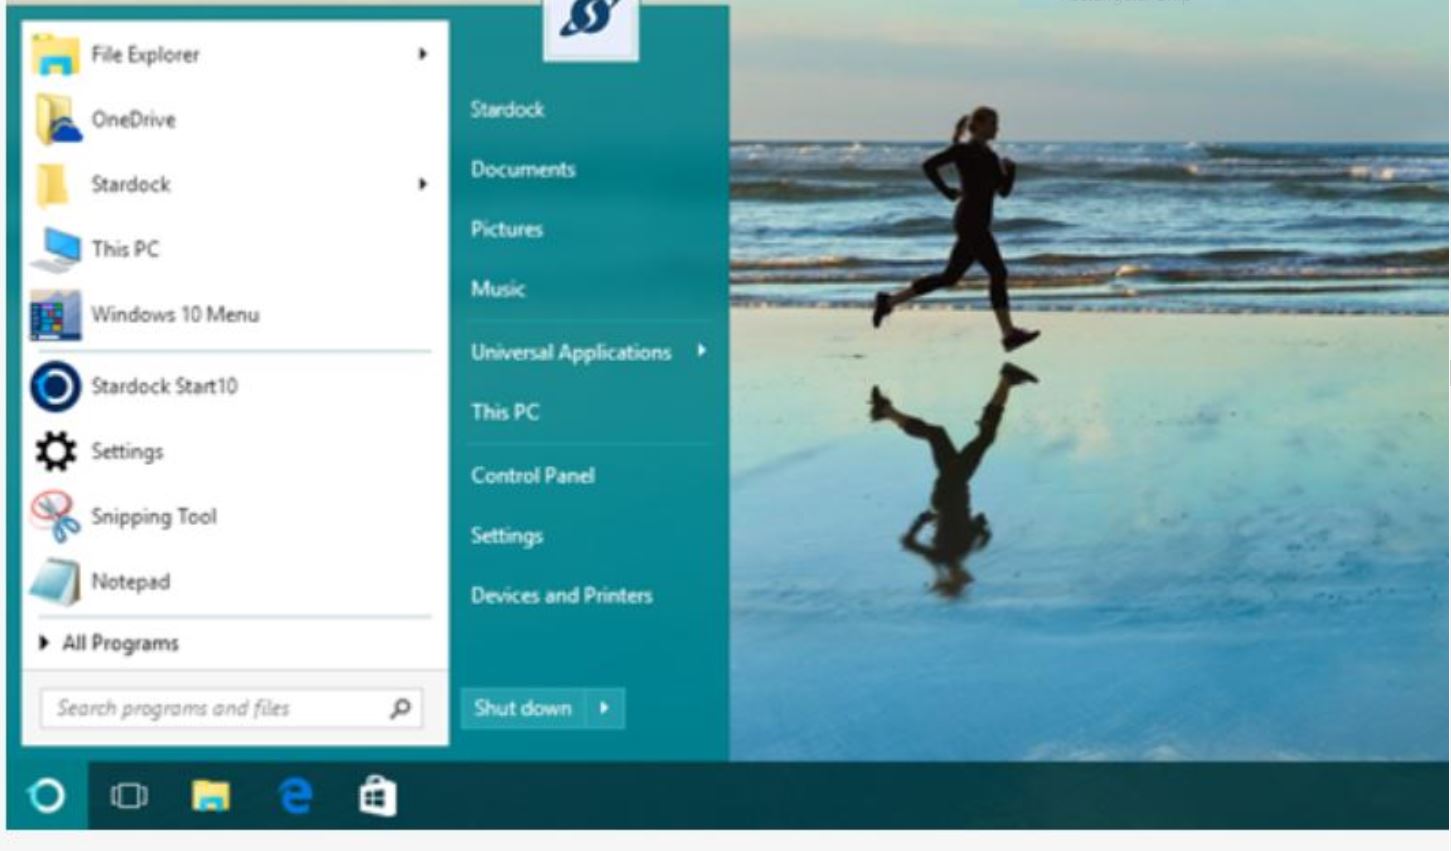 File Explorer
OneDrive
Stardock
This PC
Windows 10 Menu
Stardock Start10
Settings
Snipping Tool
Notepad
All Programs
Search programs and files
Stardock
Documents
Pictures
Music
Universal Applications
This PC
Control Panel
Settings
Devices and Printers
Shut down